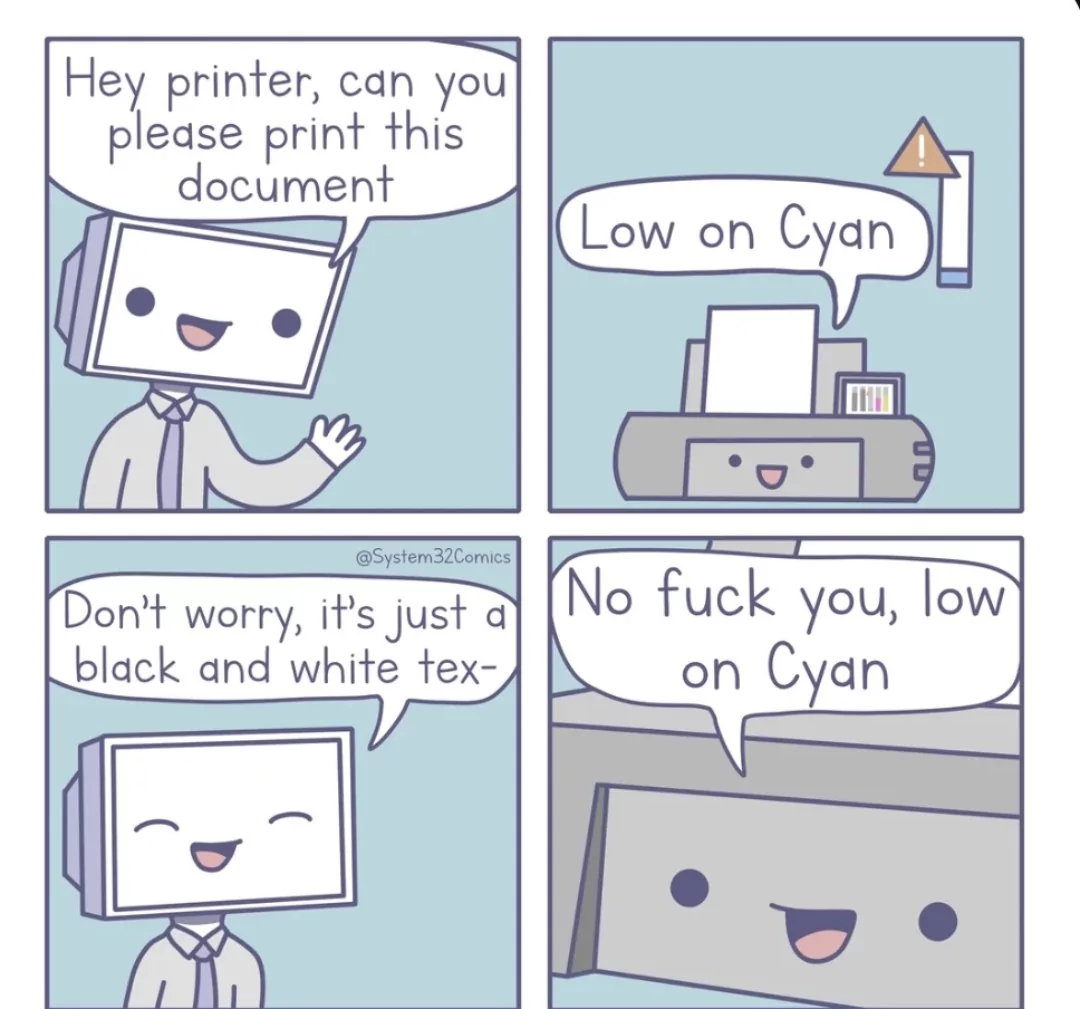 Hey printer, can you
please print this
document
Low on Cyan
!
@System32Comics
Don't worry, it's just a
black and white tex-
No fuck you, low
on Cyan